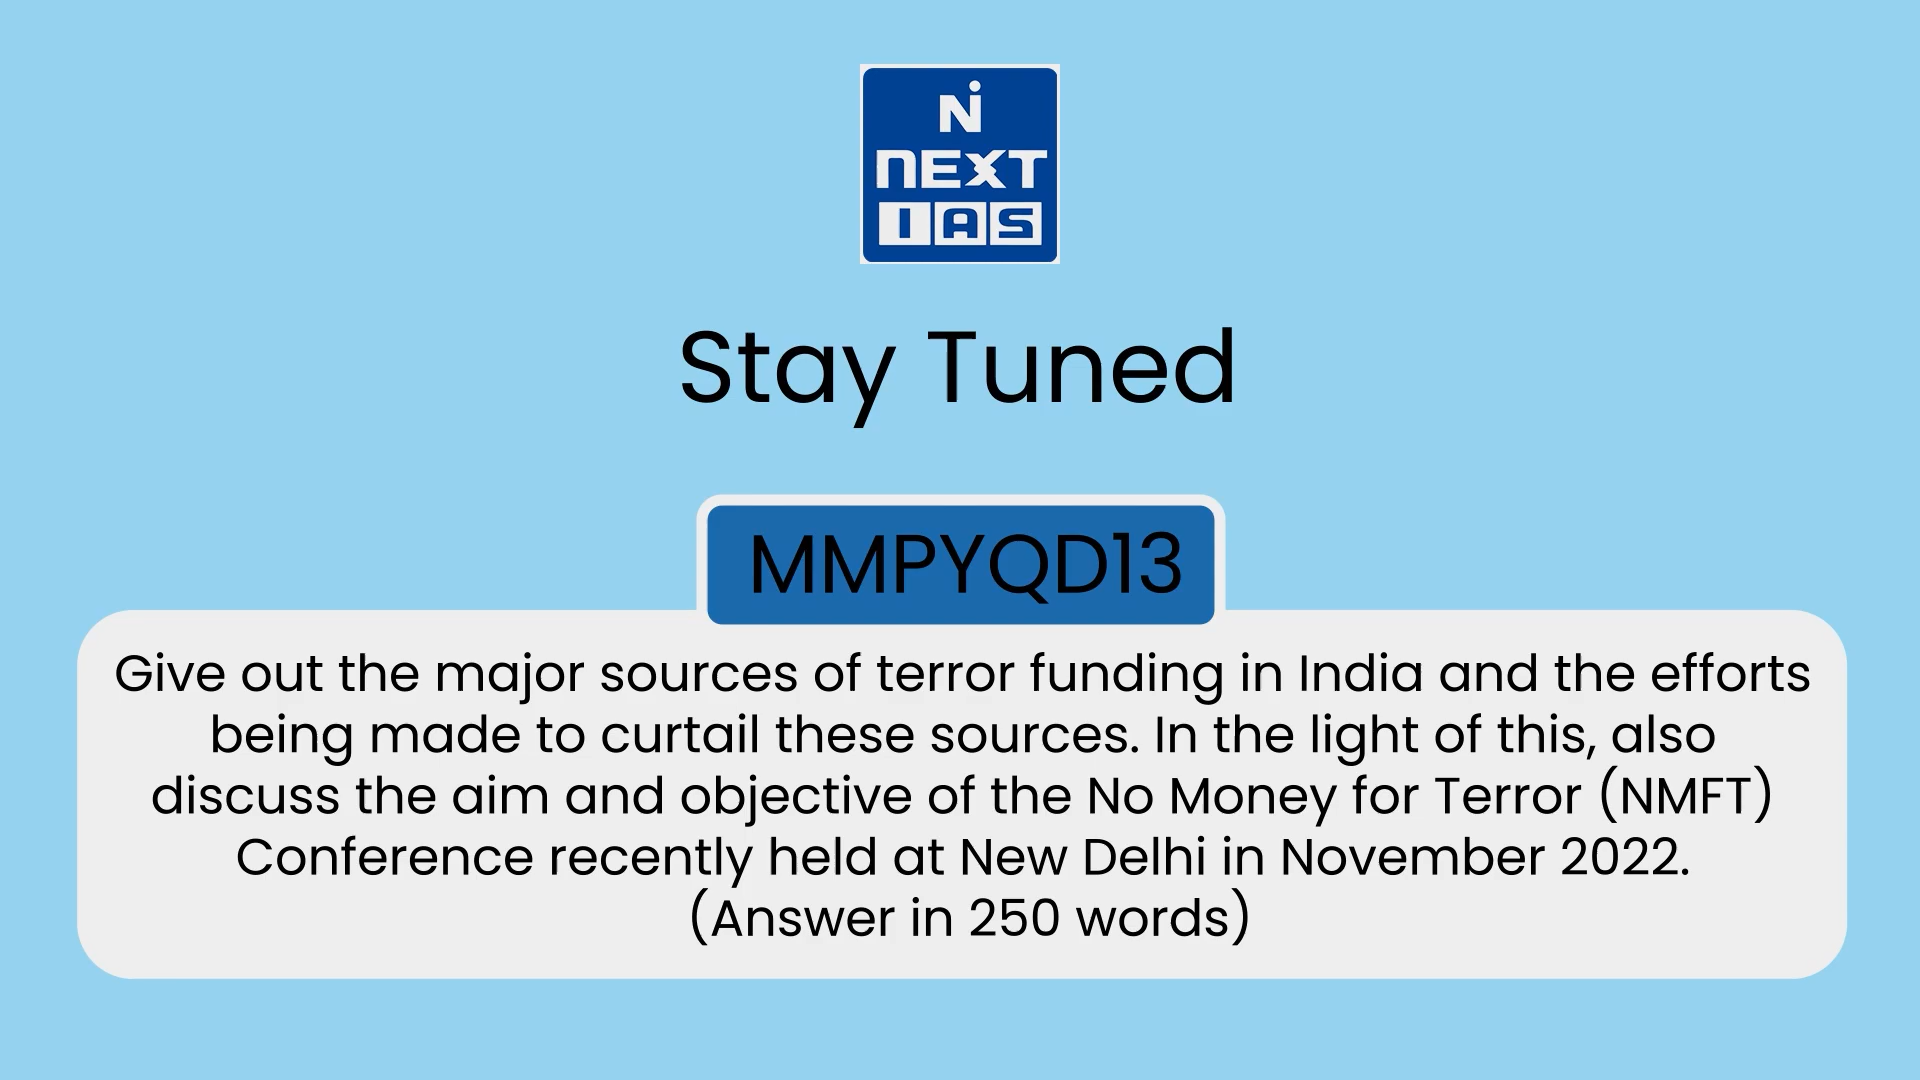 Ni
NEXT
IAS
Stay Tuned
MMPYQD13
Give out the major sources of terror funding in India and the efforts
being made to curtail these sources. In the light of this, also
discuss the aim and objective of the No Money for Terror (NMFT)
Conference recently held at New Delhi in November 2022.
(Answer in 250 words)